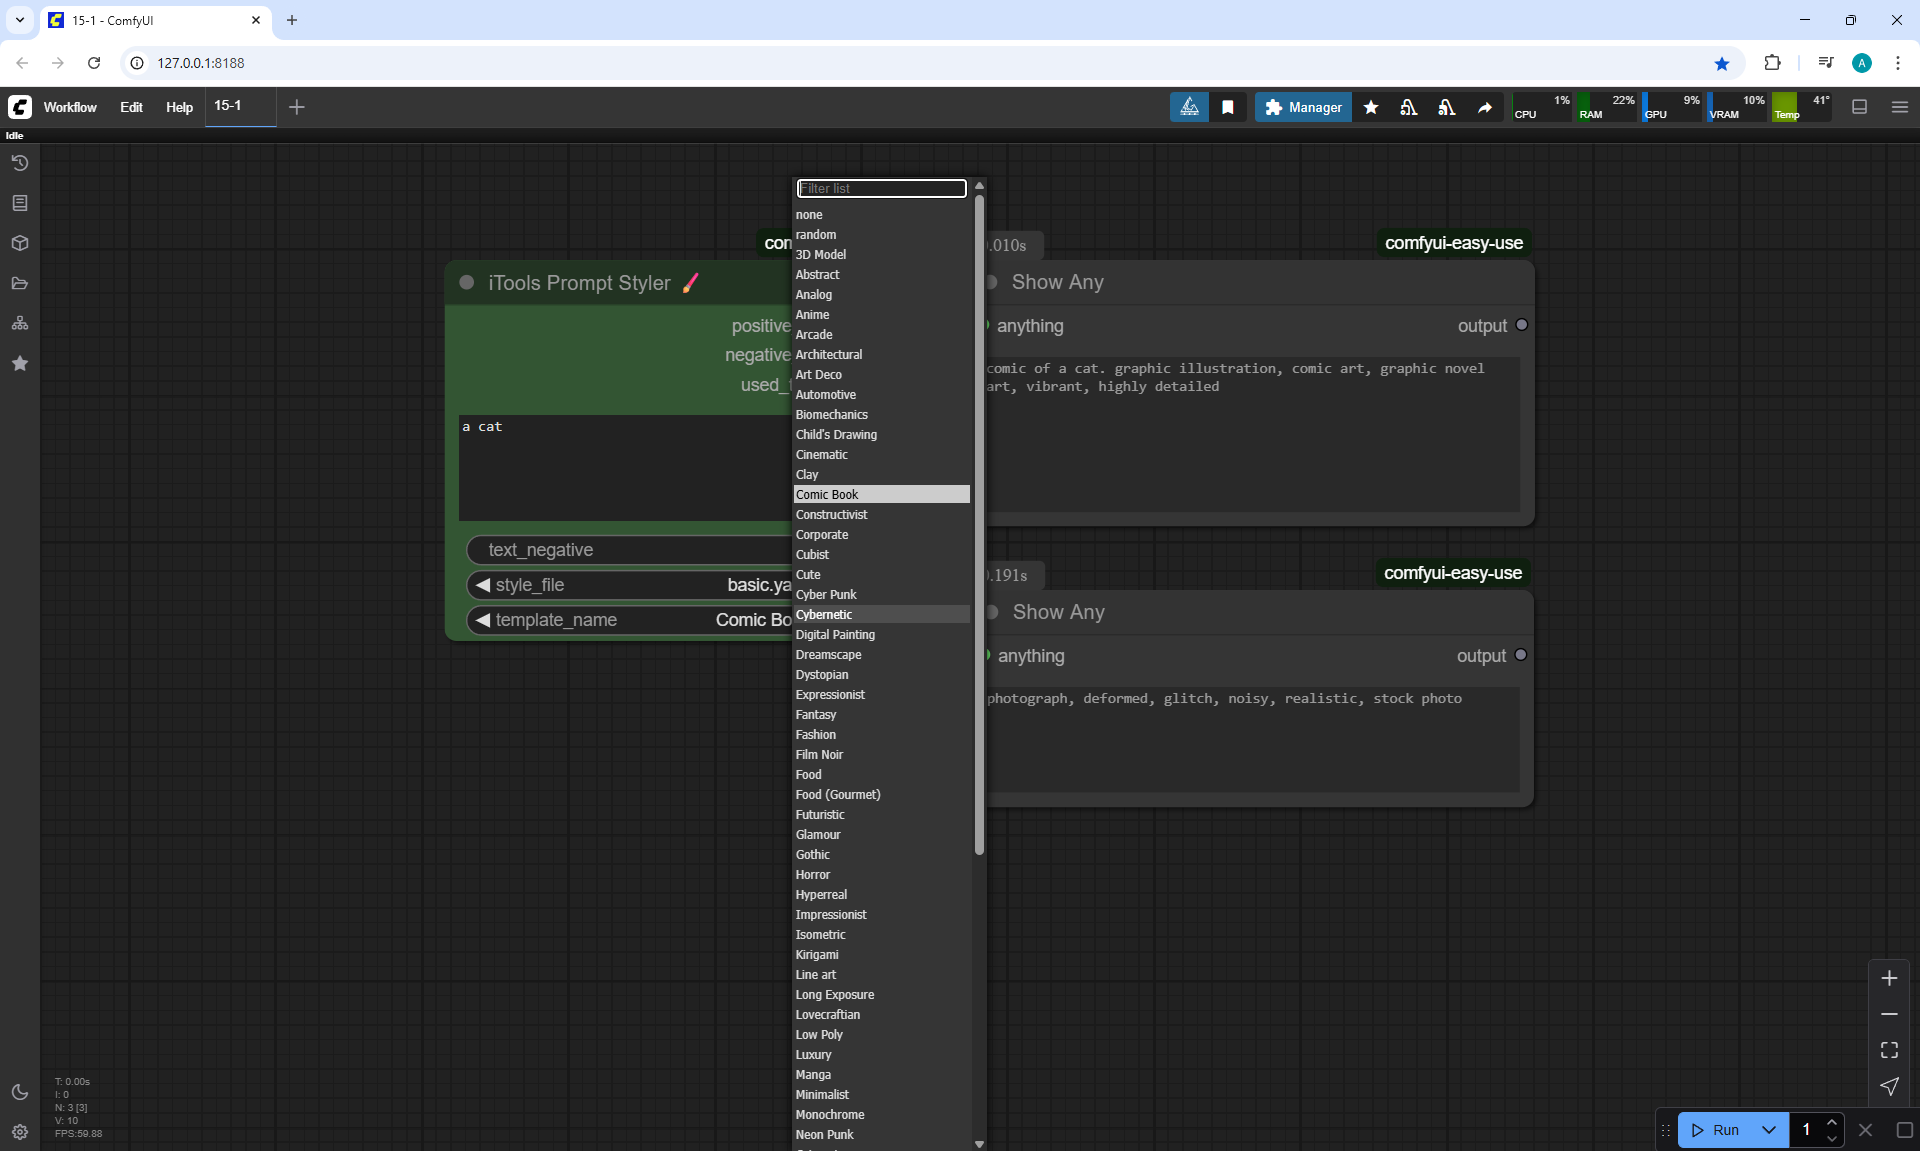 15-1 - ComfyUI
127.0.0.1:8188
A
Workflow Edit Help 15-1
Manager
CPU 1% RAM 22% GPU 9% VRAM 10% Temp 41°
Idle
Filter list
none
random
3D Model
Abstract
Analog
Anime
Arcade
Architectural
Art Deco
Automotive
Biomechanics
Child's Drawing
Cinematic
Clay
Comic Book
Constructivist
Corporate
Cubist
Cute
Cyber Punk
Cybernetic
Digital Painting
Dreamscape
Dystopian
Expressionist
Fantasy
Fashion
Film Noir
Food
Food (Gourmet)
Futuristic
Glamour
Gothic
Horror
Hyperreal
Impressionist
Isometric
Kirigami
Line art
Long Exposure
Lovecraftian
Low Poly
Luxury
Manga
Minimalist
Monochrome
Neon Punk
com
iTools Prompt Styler
positive
negative
used_
a cat
text_negative
style_file basic.ya
template_name Comic Bo
.010s
comfyui-easy-use
Show Any
anything output
comic of a cat. graphic illustration, comic art, graphic novel
art, vibrant, highly detailed
.191s
comfyui-easy-use
Show Any
anything output
photograph, deformed, glitch, noisy, realistic, stock photo
T: 0.00s
I: 0
N: 3 [3]
V: 10
FPS:59.88
Run 1